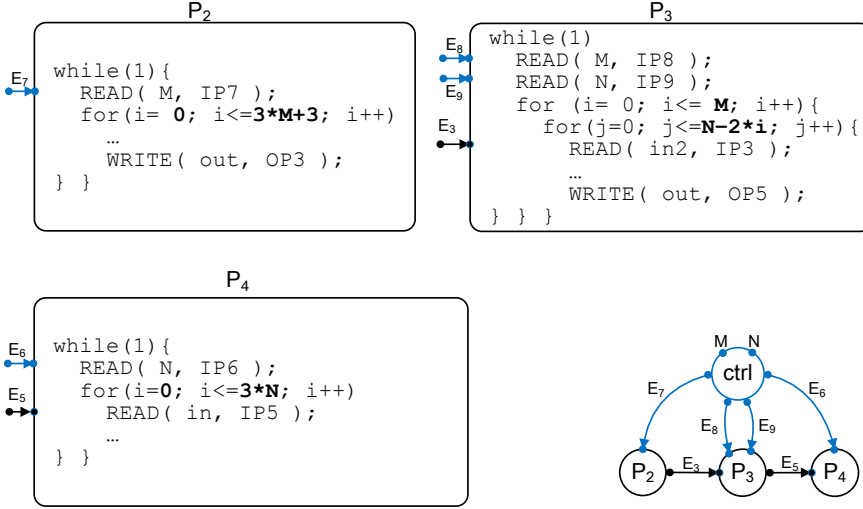 P2
E7
while(1){
READ( M, IP7 );
for(i= 0; i<=3*M+3; i++)
…
WRITE( out, OP3 );
} }
P3
E8
E9
E3
while(1)
READ( M, IP8 );
READ( N, IP9 );
for (i= 0; i<= M; i++){
for(j=0; j<=N−2*i; j++){
READ( in2, IP3 );
…
WRITE( out, OP5 );
} } }
P4
E6
E5
while(1){
READ( N, IP6 );
for(i=0; i<=3*N; i++)
READ( in, IP5 );
…
} }
M N
ctrl
E7 E6
E8 E9
P2 E3 P3 E5 P4